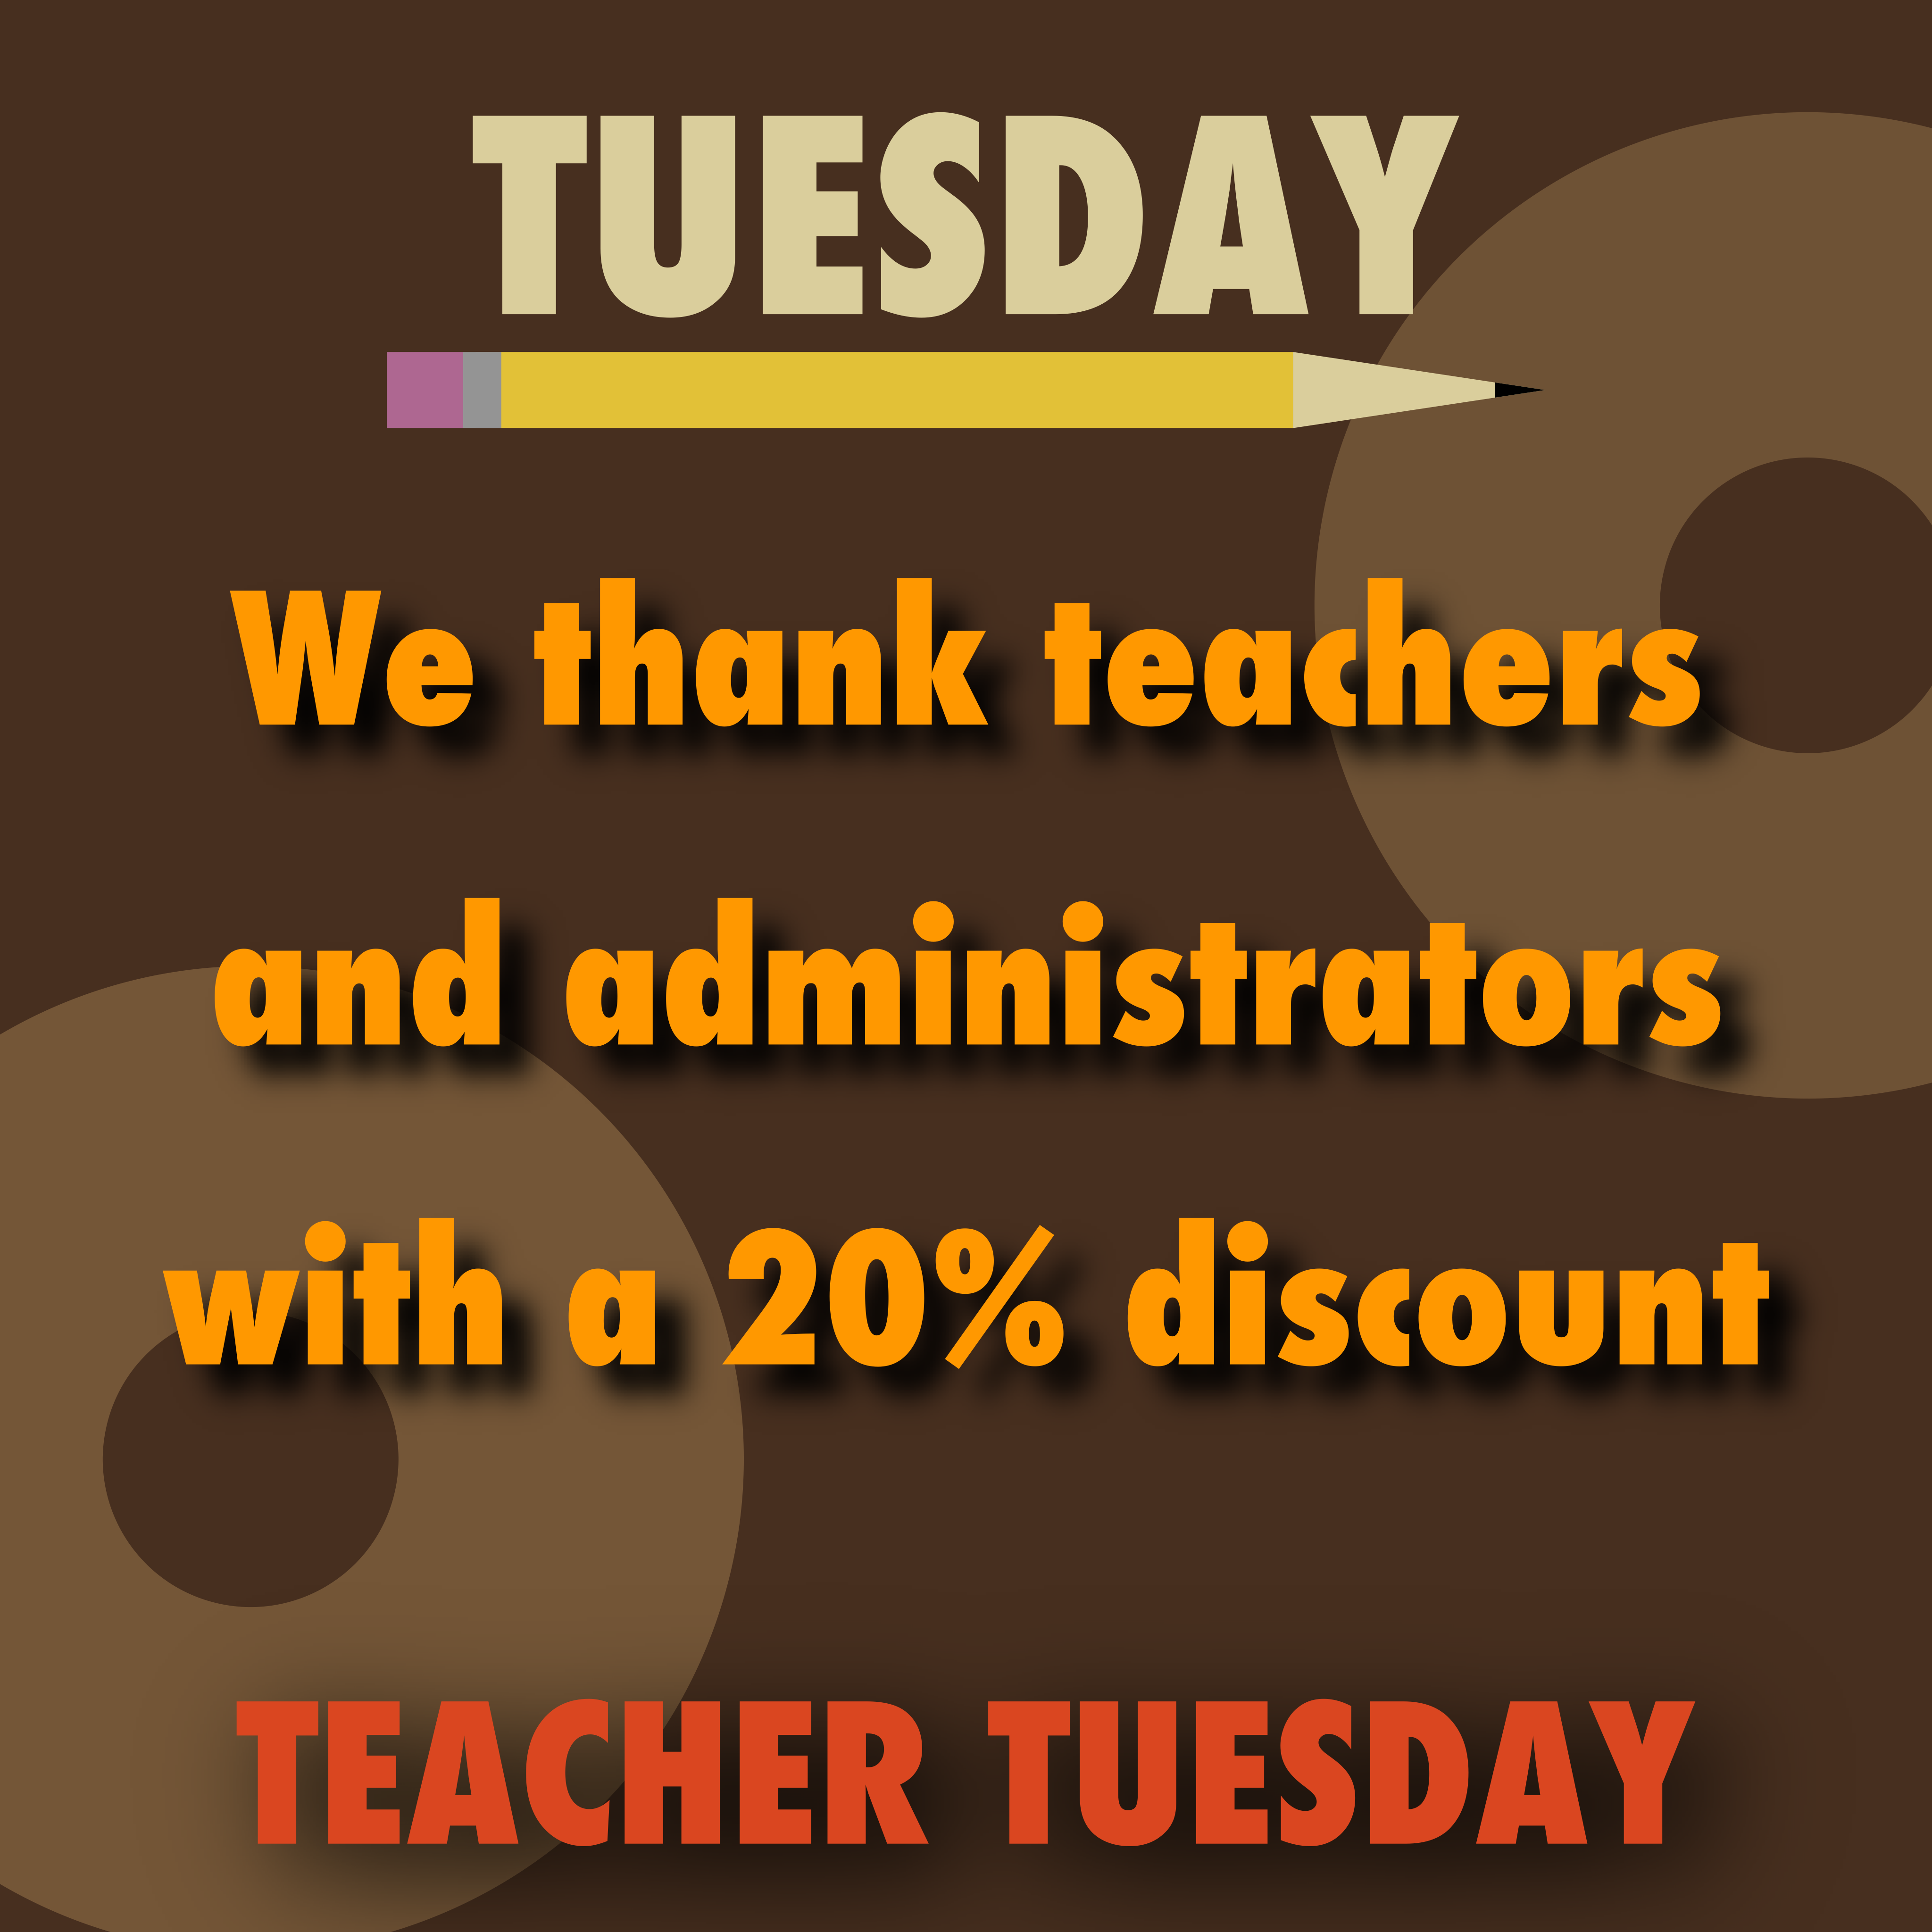 TUESDAY
We thank teachers
and administrators
with a 20% discount
TEACHER TUESDAY